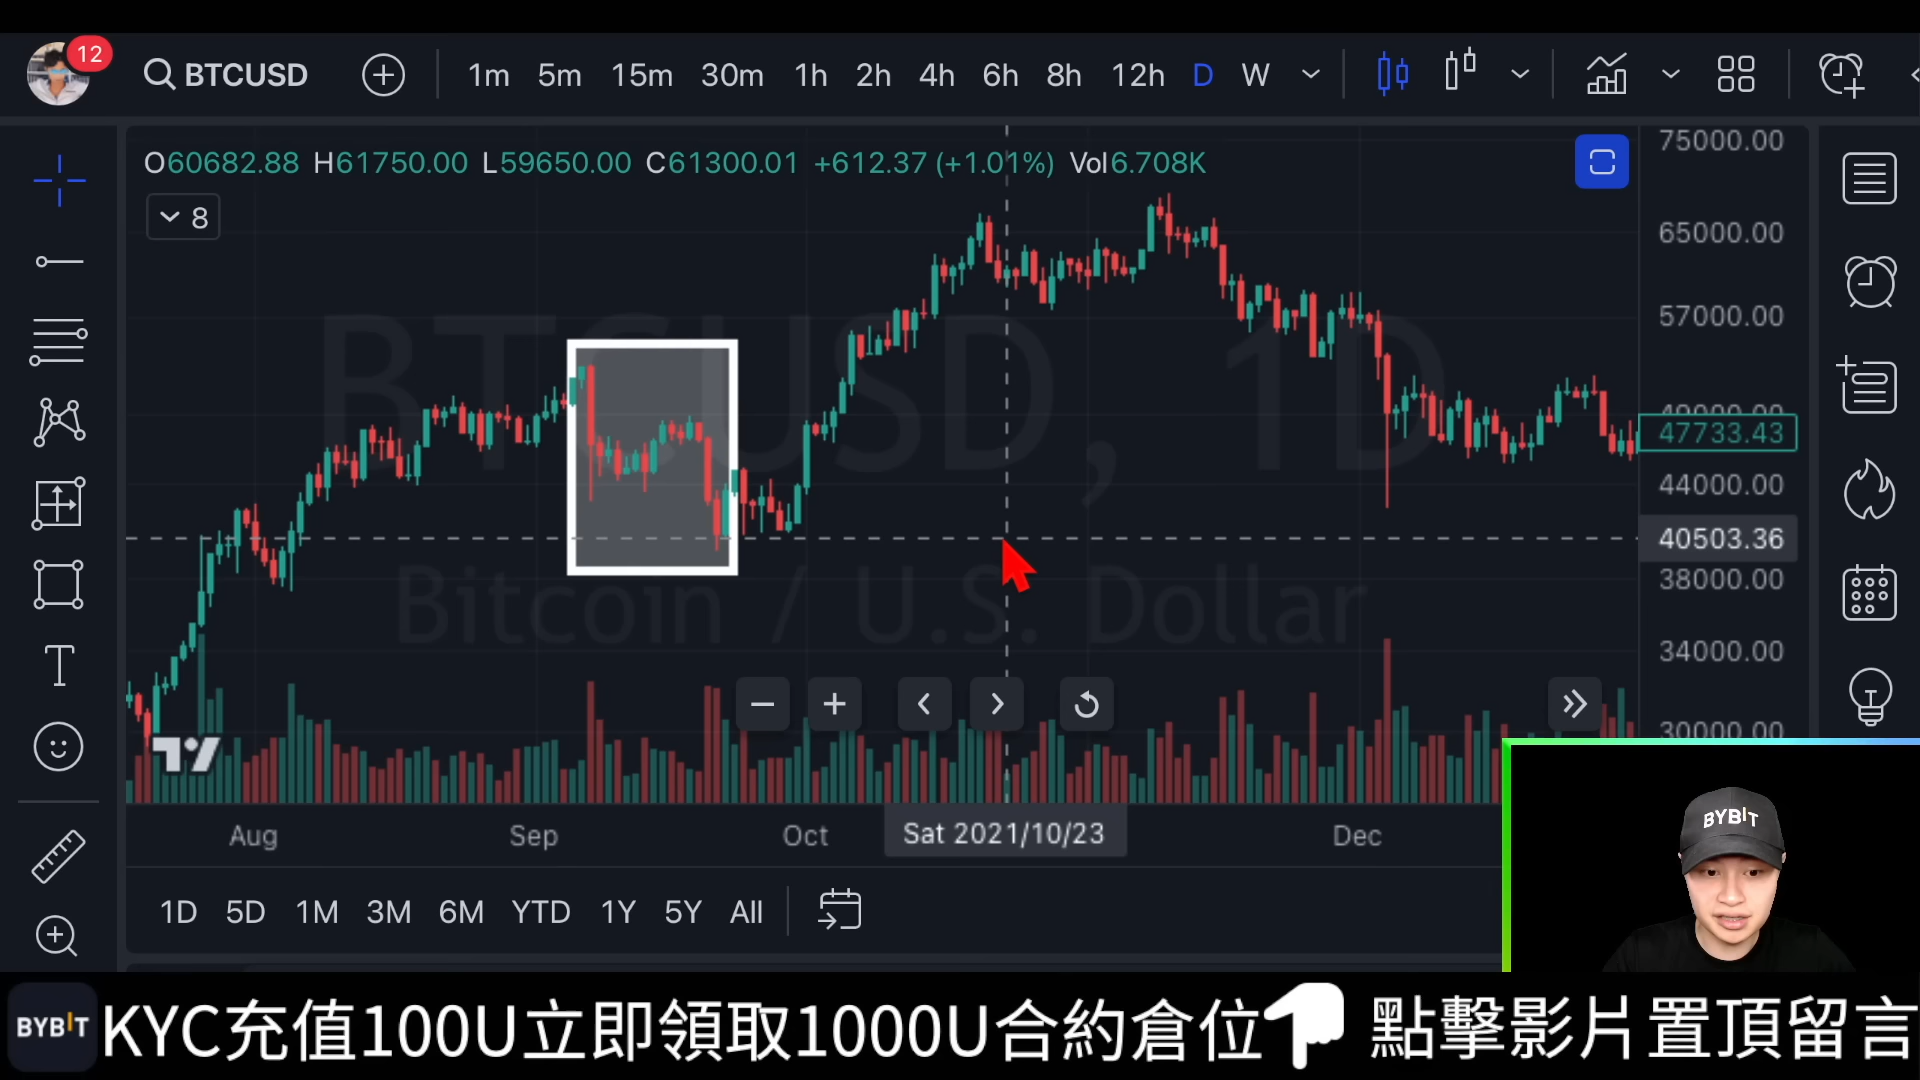 12
BTCUSD 1m 5m 15m 30m 1h 2h 4h 6h 8h 12h D W
O60682.88 H61750.00 L59650.00 C61300.01 +612.37 (+1.01%) Vol6.708K
8
75000.00
65000.00
57000.00
49000.00
47733.43
44000.00
40503.36
38000.00
34000.00
30000.00
BTCUSD, 1D
Bitcoin / U.S. Dollar
Aug Sep Oct Sat 2021/10/23 Dec
1D 5D 1M 3M 6M YTD 1Y 5Y All
BYBIT
BYBIT KYC充值100U立即領取1000U合約倉位 點擊影片置頂留言